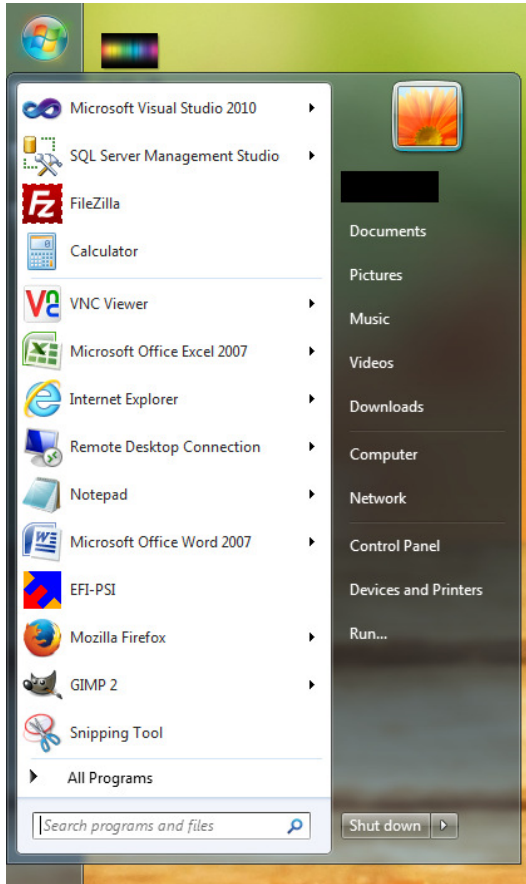 Microsoft Visual Studio 2010
SQL Server Management Studio
FileZilla
Calculator
VNC Viewer
Microsoft Office Excel 2007
Internet Explorer
Remote Desktop Connection
Notepad
Microsoft Office Word 2007
EFI-PSI
Mozilla Firefox
GIMP 2
Snipping Tool
All Programs
Search programs and files
Documents
Pictures
Music
Videos
Downloads
Computer
Network
Control Panel
Devices and Printers
Run...
Shut down